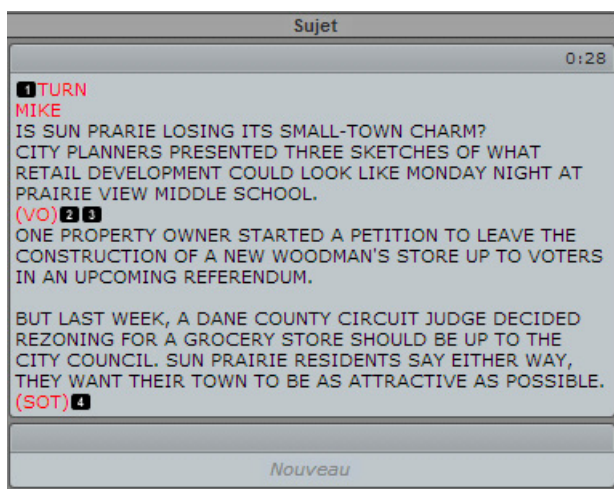 Sujet
0:28
1 TURN
MIKE
IS SUN PRARIE LOSING ITS SMALL-TOWN CHARM?
CITY PLANNERS PRESENTED THREE SKETCHES OF WHAT
RETAIL DEVELOPMENT COULD LOOK LIKE MONDAY NIGHT AT
PRAIRIE VIEW MIDDLE SCHOOL.
(VO) 2 3
ONE PROPERTY OWNER STARTED A PETITION TO LEAVE THE
CONSTRUCTION OF A NEW WOODMAN'S STORE UP TO VOTERS
IN AN UPCOMING REFERENDUM.
BUT LAST WEEK, A DANE COUNTY CIRCUIT JUDGE DECIDED
REZONING FOR A GROCERY STORE SHOULD BE UP TO THE
CITY COUNCIL. SUN PRAIRIE RESIDENTS SAY EITHER WAY,
THEY WANT THEIR TOWN TO BE AS ATTRACTIVE AS POSSIBLE.
(SOT) 4
Nouveau